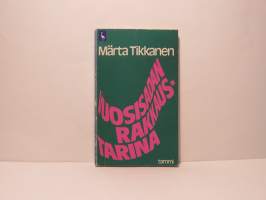 Märta Tikkanen
VUOSISADAN
RAKKAUS-
TARINA
tammi